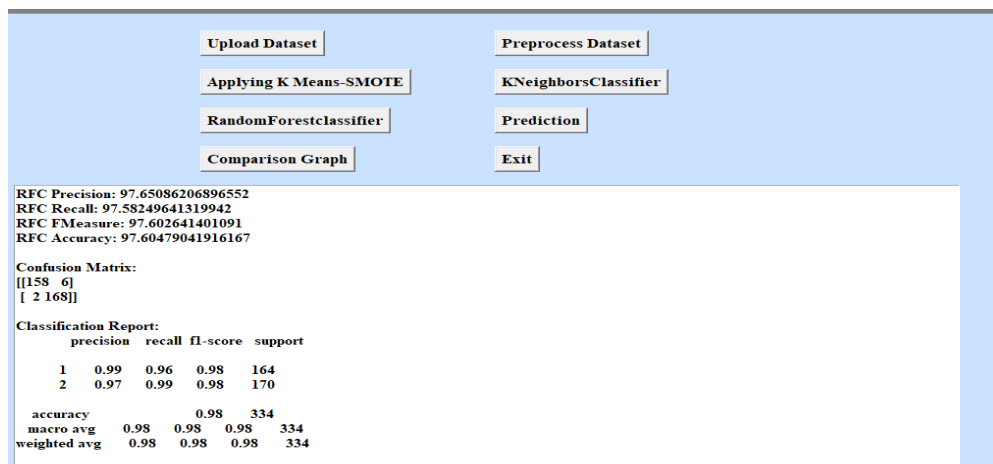 Upload Dataset
Preprocess Dataset
Applying K Means-SMOTE
KNeighborsClassifier
RandomForestclassifier
Prediction
Comparison Graph
Exit
RFC Precision: 97.65086206896552
RFC Recall: 97.58249641319942
RFC FMeasure: 97.602641401091
RFC Accuracy: 97.60479041916167
Confusion Matrix:
[[158 6]
[ 2 168]]
Classification Report:
precision recall f1-score support
1 0.99 0.96 0.98 164
2 0.97 0.99 0.98 170
accuracy 0.98 334
macro avg 0.98 0.98 0.98 334
weighted avg 0.98 0.98 0.98 334